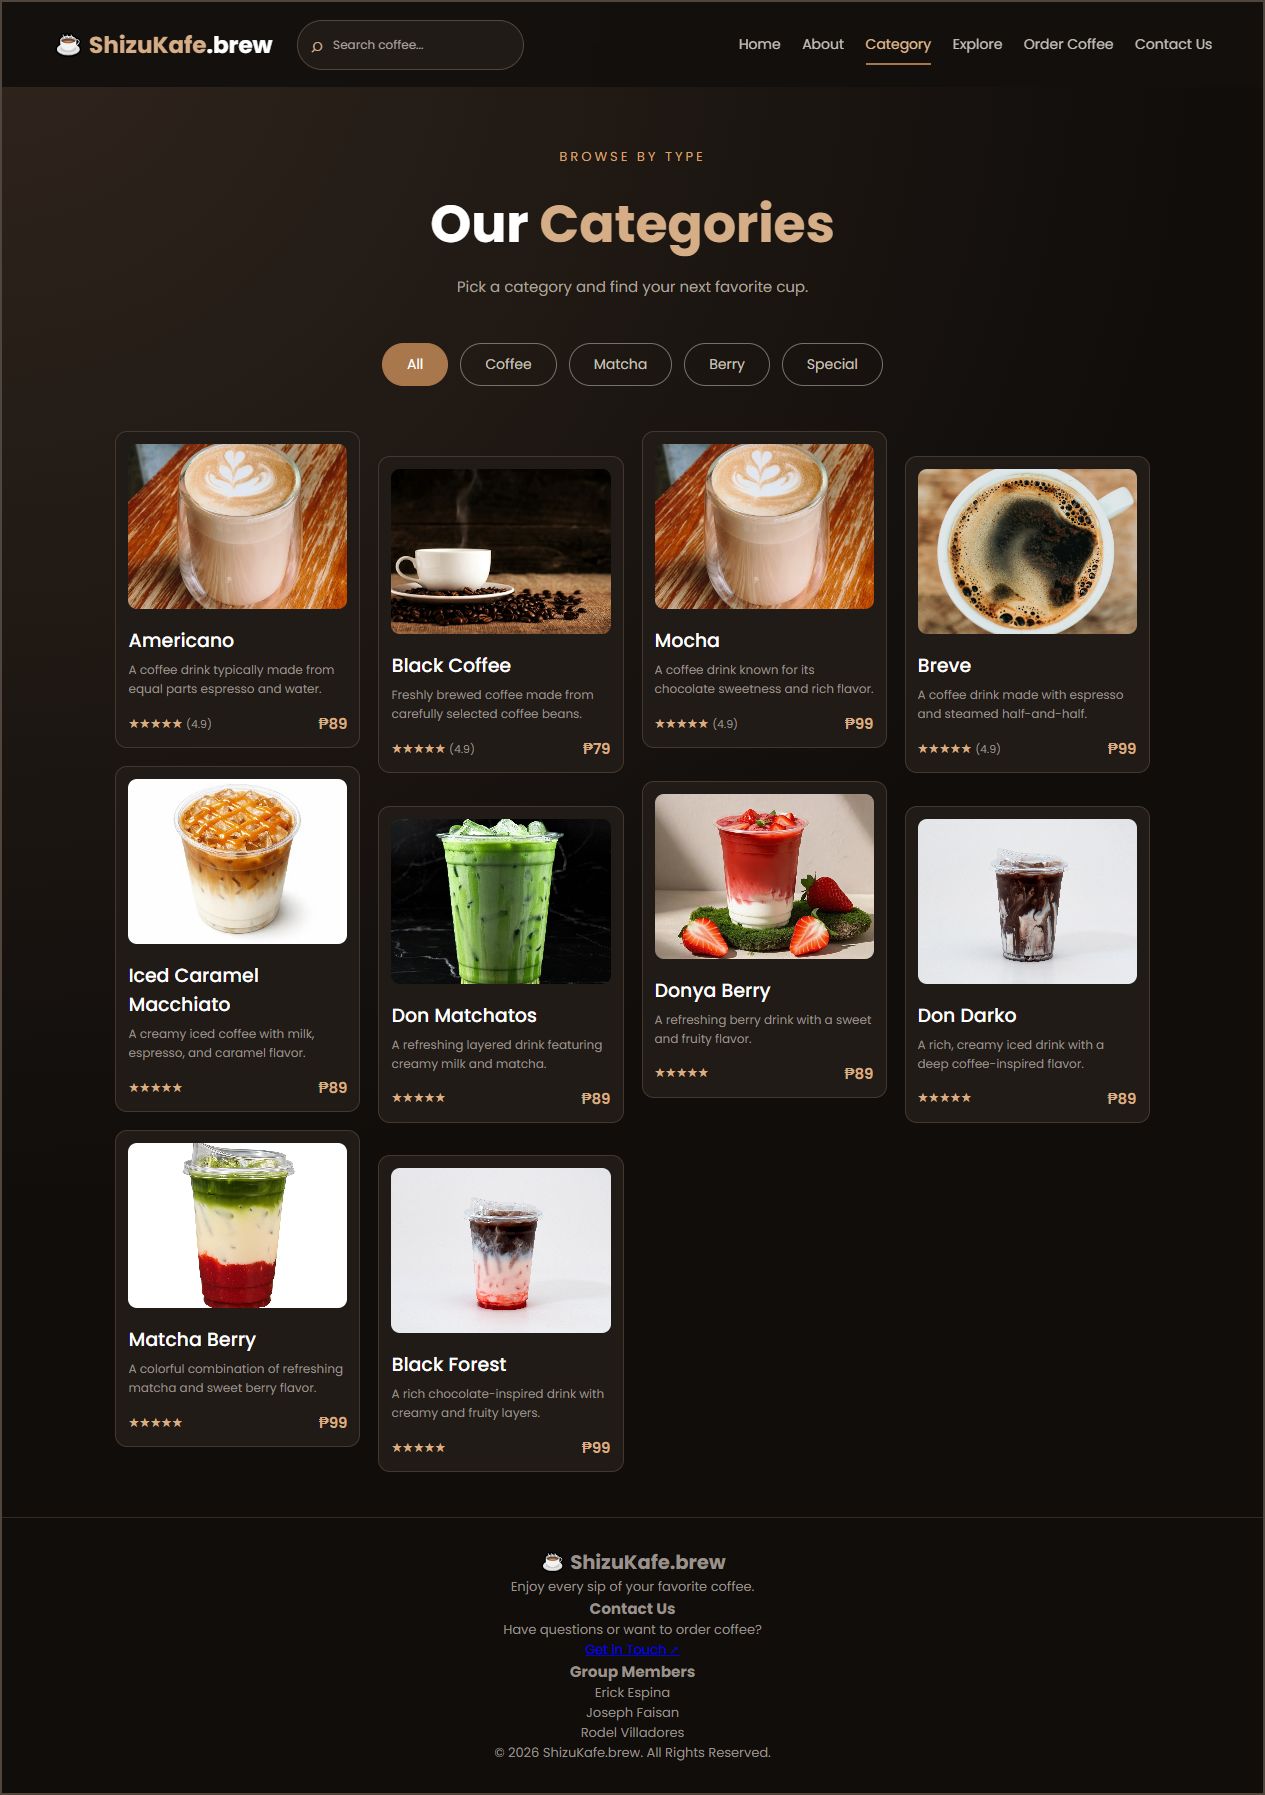 ShizuKafe.brew
Search coffee...
Home
About
Category
Explore
Order Coffee
Contact Us
BROWSE BY TYPE
Our Categories
Pick a category and find your next favorite cup.
All
Coffee
Matcha
Berry
Special
Americano
A coffee drink typically made from
equal parts espresso and water.
★★★★★ (4.9)
₱89
Black Coffee
Freshly brewed coffee made from
carefully selected coffee beans.
★★★★★ (4.9)
₱79
Mocha
A coffee drink known for its
chocolate sweetness and rich flavor.
★★★★★ (4.9)
₱99
Breve
A coffee drink made with espresso
and steamed half-and-half.
★★★★★ (4.9)
₱99
Iced Caramel
Macchiato
A creamy iced coffee with milk,
espresso, and caramel flavor.
★★★★★
₱89
Don Matchatos
A refreshing layered drink featuring
creamy milk and matcha.
★★★★★
₱89
Donya Berry
A refreshing berry drink with a sweet
and fruity flavor.
★★★★★
₱89
Don Darko
A rich, creamy iced drink with a
deep coffee-inspired flavor.
★★★★★
₱89
Matcha Berry
A colorful combination of refreshing
matcha and sweet berry flavor.
★★★★★
₱99
Black Forest
A rich chocolate-inspired drink with
creamy and fruity layers.
★★★★★
₱99
ShizuKafe.brew
Enjoy every sip of your favorite coffee.
Contact Us
Have questions or want to order coffee?
Get in Touch ↗
Group Members
Erick Espina
Joseph Faisan
Rodel Villadores
© 2026 ShizuKafe.brew. All Rights Reserved.